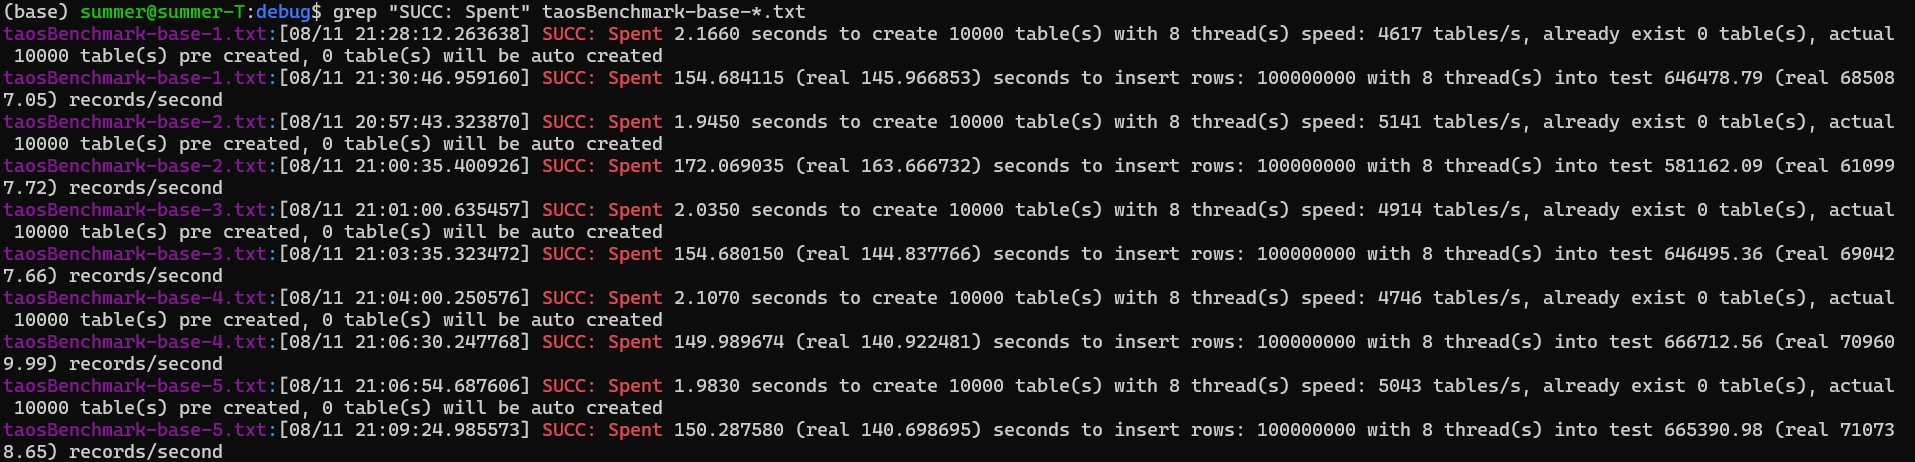 (base) summer@summer-T:debug$ grep "SUCC: Spent" taosBenchmark-base-*.txt
taosBenchmark-base-1.txt:[08/11 21:28:12.263638] SUCC: Spent 2.1660 seconds to create 10000 table(s) with 8 thread(s) speed: 4617 tables/s, already exist 0 table(s), actual
 10000 table(s) pre created, 0 table(s) will be auto created
taosBenchmark-base-1.txt:[08/11 21:30:46.959160] SUCC: Spent 154.684115 (real 145.966853) seconds to insert rows: 100000000 with 8 thread(s) into test 646478.79 (real 68508
7.05) records/second
taosBenchmark-base-2.txt:[08/11 20:57:43.323870] SUCC: Spent 1.9450 seconds to create 10000 table(s) with 8 thread(s) speed: 5141 tables/s, already exist 0 table(s), actual
 10000 table(s) pre created, 0 table(s) will be auto created
taosBenchmark-base-2.txt:[08/11 21:00:35.400926] SUCC: Spent 172.069035 (real 163.666732) seconds to insert rows: 100000000 with 8 thread(s) into test 581162.09 (real 61099
7.72) records/second
taosBenchmark-base-3.txt:[08/11 21:01:00.635457] SUCC: Spent 2.0350 seconds to create 10000 table(s) with 8 thread(s) speed: 4914 tables/s, already exist 0 table(s), actual
 10000 table(s) pre created, 0 table(s) will be auto created
taosBenchmark-base-3.txt:[08/11 21:03:35.323472] SUCC: Spent 154.680150 (real 144.837766) seconds to insert rows: 100000000 with 8 thread(s) into test 646495.36 (real 69042
7.66) records/second
taosBenchmark-base-4.txt:[08/11 21:04:00.250576] SUCC: Spent 2.1070 seconds to create 10000 table(s) with 8 thread(s) speed: 4746 tables/s, already exist 0 table(s), actual
 10000 table(s) pre created, 0 table(s) will be auto created
taosBenchmark-base-4.txt:[08/11 21:06:30.247768] SUCC: Spent 149.989674 (real 140.922481) seconds to insert rows: 100000000 with 8 thread(s) into test 666712.56 (real 70960
9.99) records/second
taosBenchmark-base-5.txt:[08/11 21:06:54.687606] SUCC: Spent 1.9830 seconds to create 10000 table(s) with 8 thread(s) speed: 5043 tables/s, already exist 0 table(s), actual
 10000 table(s) pre created, 0 table(s) will be auto created
taosBenchmark-base-5.txt:[08/11 21:09:24.985573] SUCC: Spent 150.287580 (real 140.698695) seconds to insert rows: 100000000 with 8 thread(s) into test 665390.98 (real 71073
8.65) records/second